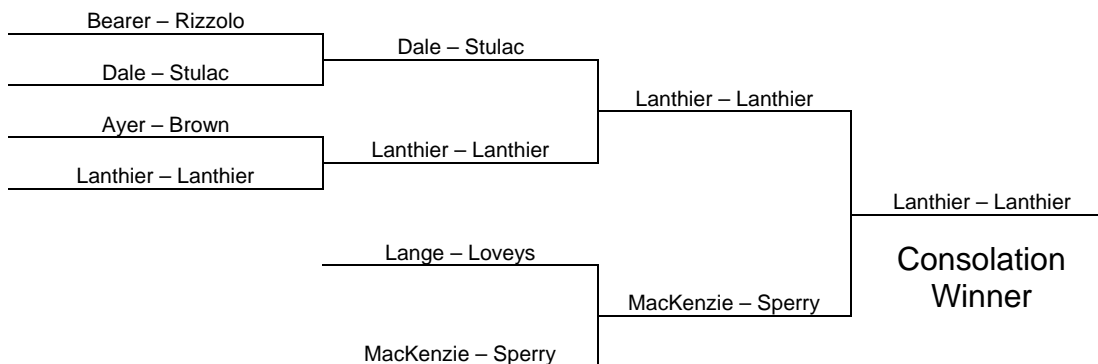 Bearer – Rizzolo
Dale – Stulac
Dale – Stulac
Lanthier – Lanthier
Ayer – Brown
Lanthier – Lanthier
Lanthier – Lanthier
Lanthier – Lanthier
Lange – Loveys
Consolation
Winner
MacKenzie – Sperry
MacKenzie – Sperry